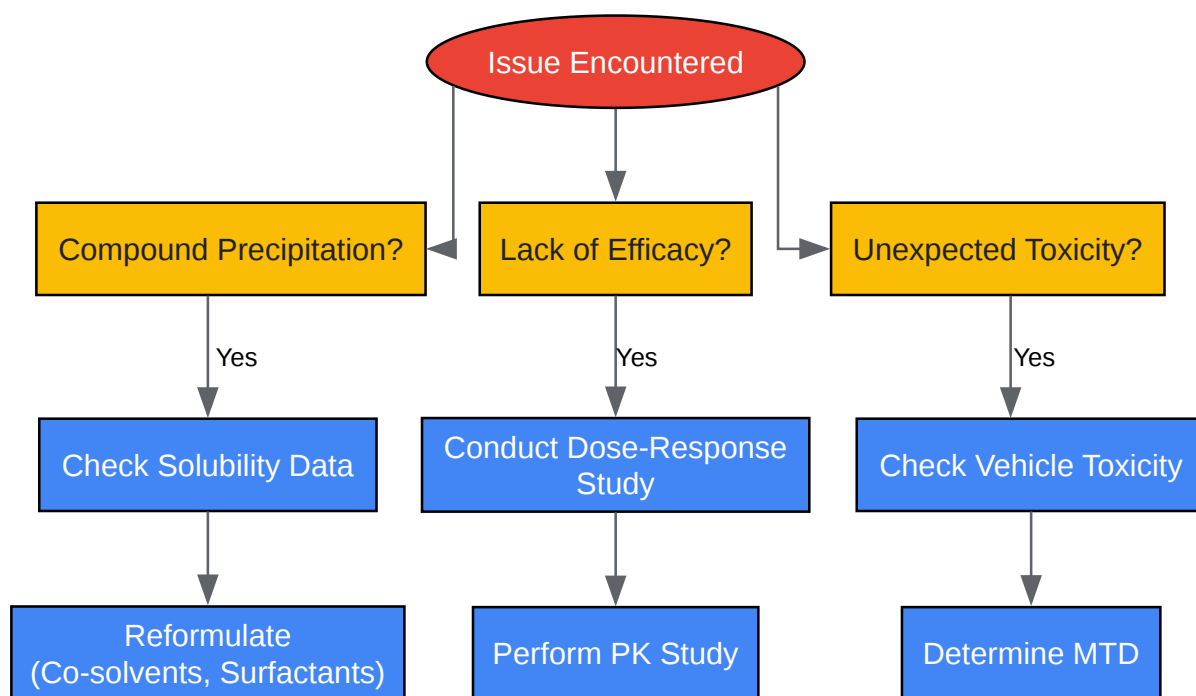 Issue Encountered
Compound Precipitation?
Lack of Efficacy?
Unexpected Toxicity?
Yes
Yes
Yes
Check Solubility Data
Conduct Dose-Response
Study
Check Vehicle Toxicity
Reformulate
(Co-solvents, Surfactants)
Perform PK Study
Determine MTD